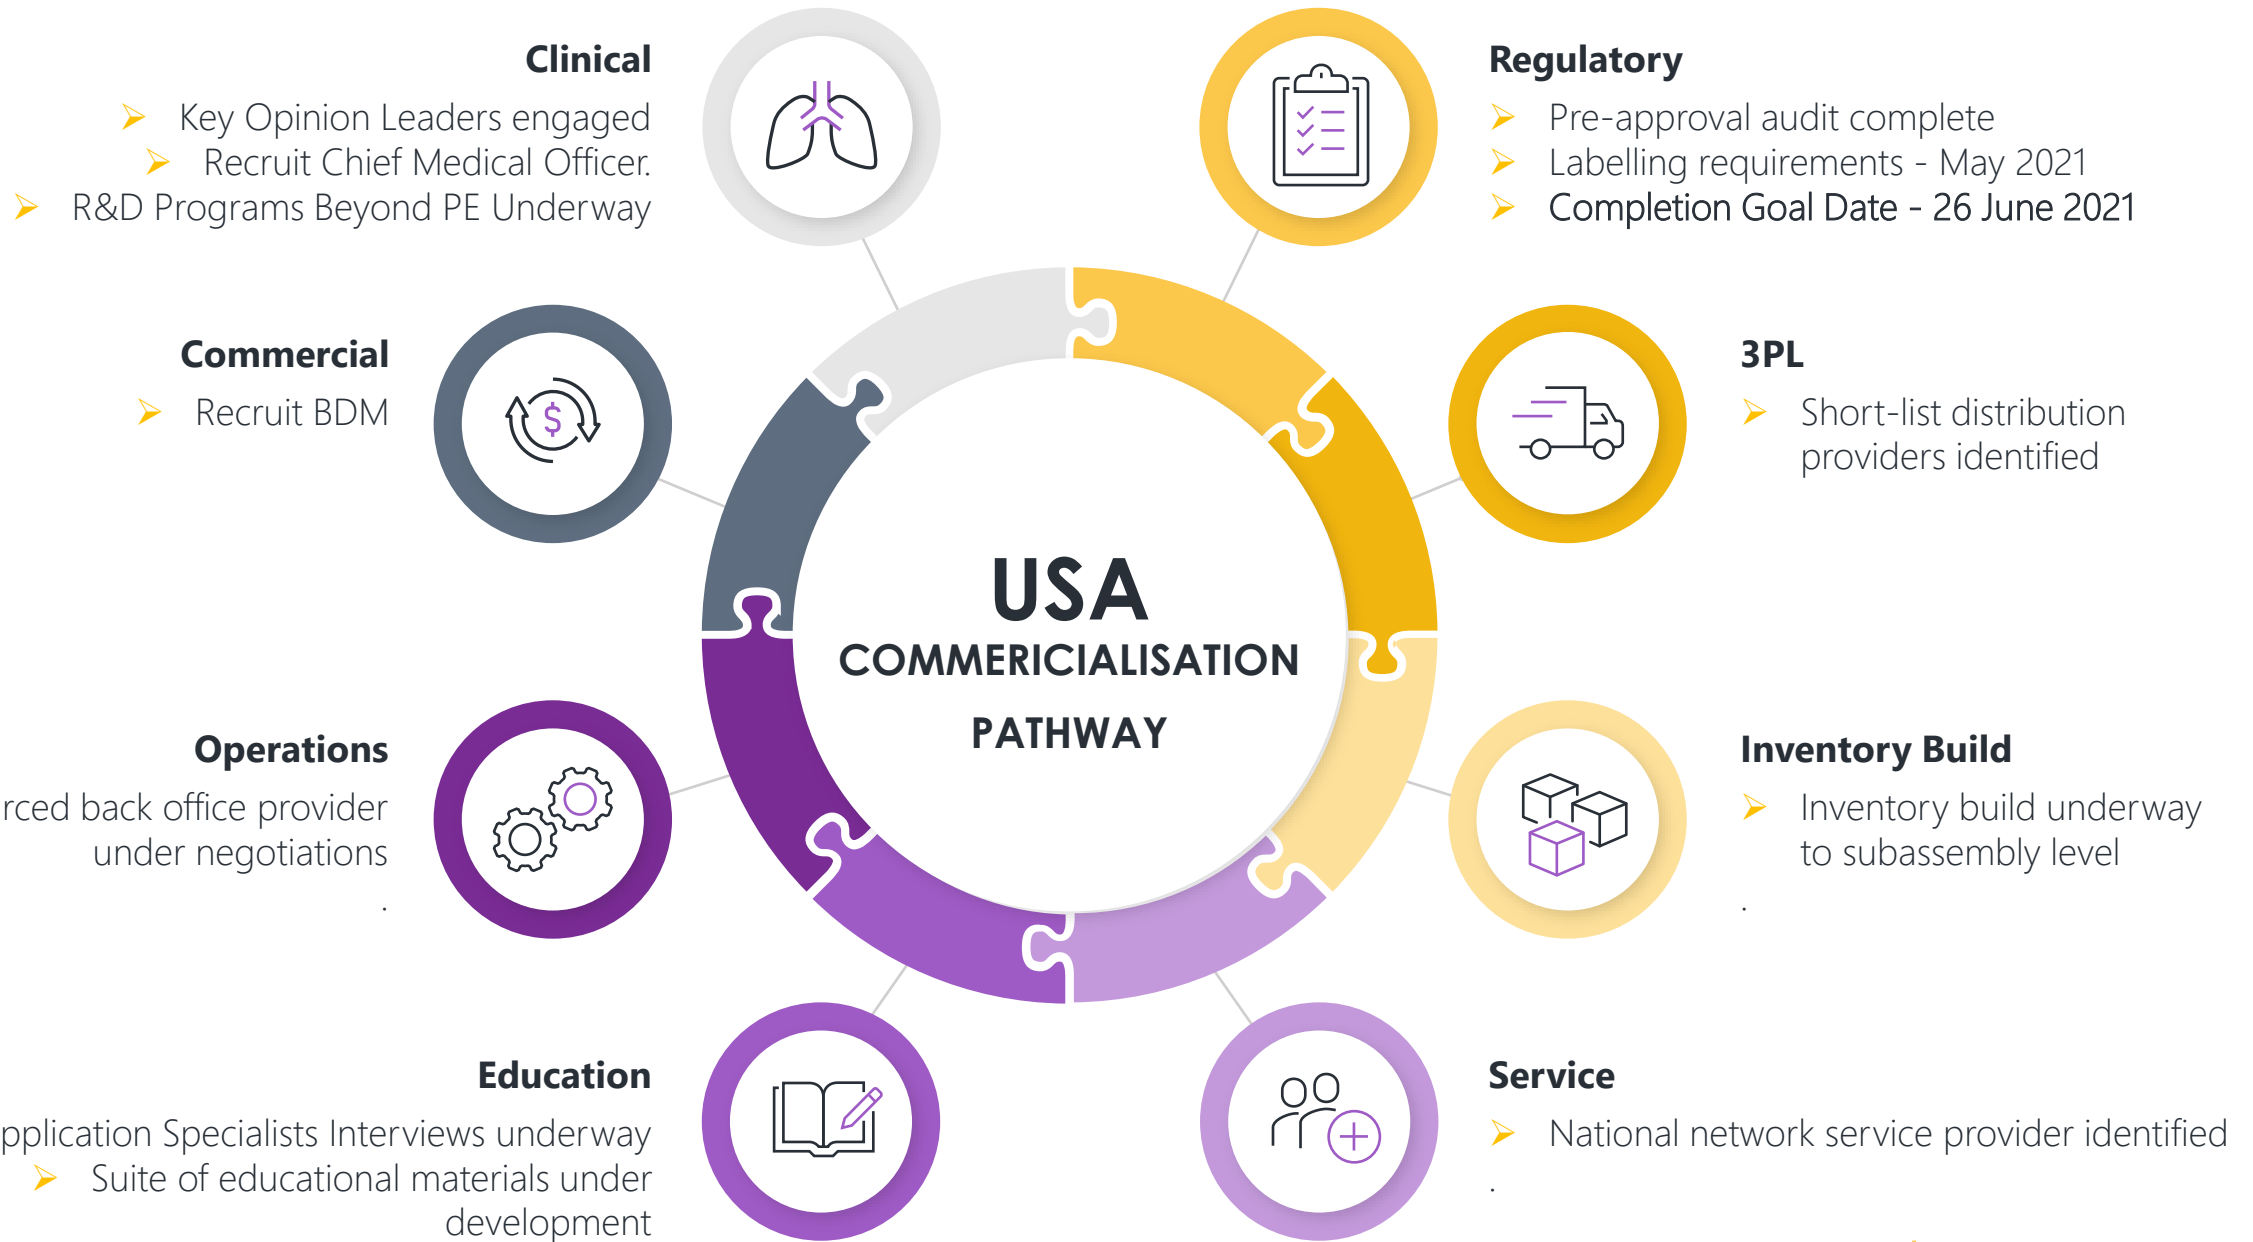 Clinical
Key Opinion Leaders engaged
Recruit Chief Medical Officer.
R&D Programs Beyond PE Underway
Regulatory
Pre-approval audit complete
Labelling requirements - May 2021
Completion Goal Date - 26 June 2021
Commercial
Recruit BDM
$
3PL
Short-list distribution
providers identified
USA
COMMERICIALISATION
PATHWAY
Operations
back office provider
under negotiations
.
Inventory Build
Inventory build underway
to subassembly level
.
Education
Specialists Interviews underway
Suite of educational materials under
development
Service
National network service provider identified
.